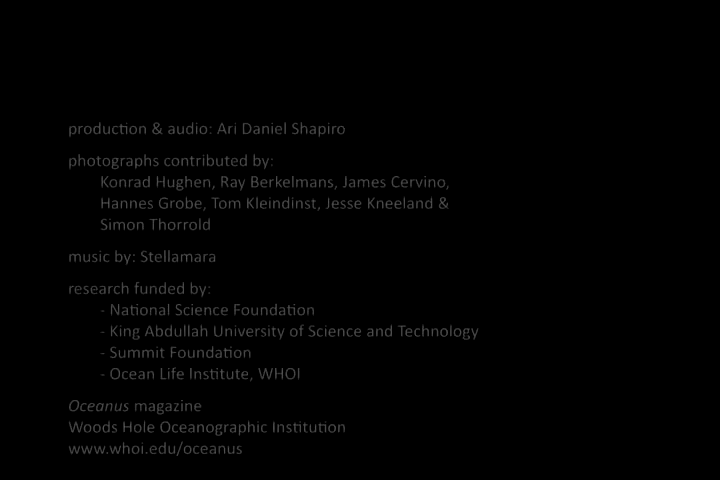 production & audio: Ari Daniel Shapiro
photographs contributed by:
Konrad Hughen, Ray Berkelmans, James Cervino,
Hannes Grobe, Tom Kleindinst, Jesse Kneeland &
Simon Thorrold
music by: Stellamara
research funded by:
- National Science Foundation
- King Abdullah University of Science and Technology
- Summit Foundation
- Ocean Life Institute, WHOI
Oceanus magazine
Woods Hole Oceanographic Institution
www.whoi.edu/oceanus